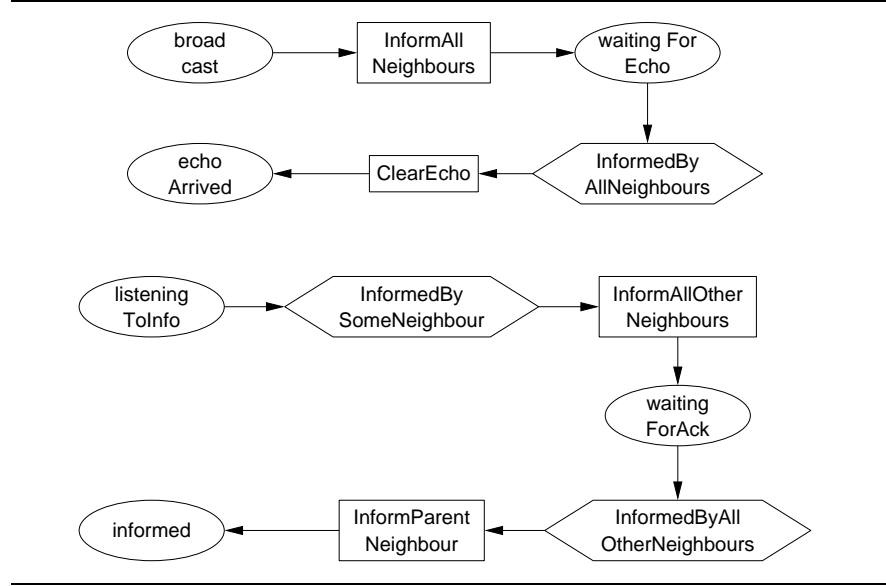 broad
cast
InformAll
Neighbours
waiting For
Echo
echo
Arrived
ClearEcho
InformedBy
AllNeighbours
listening
ToInfo
InformedBy
SomeNeighbour
InformAllOther
Neighbours
waiting
ForAck
informed
InformParent
Neighbour
InformedByAll
OtherNeighbours